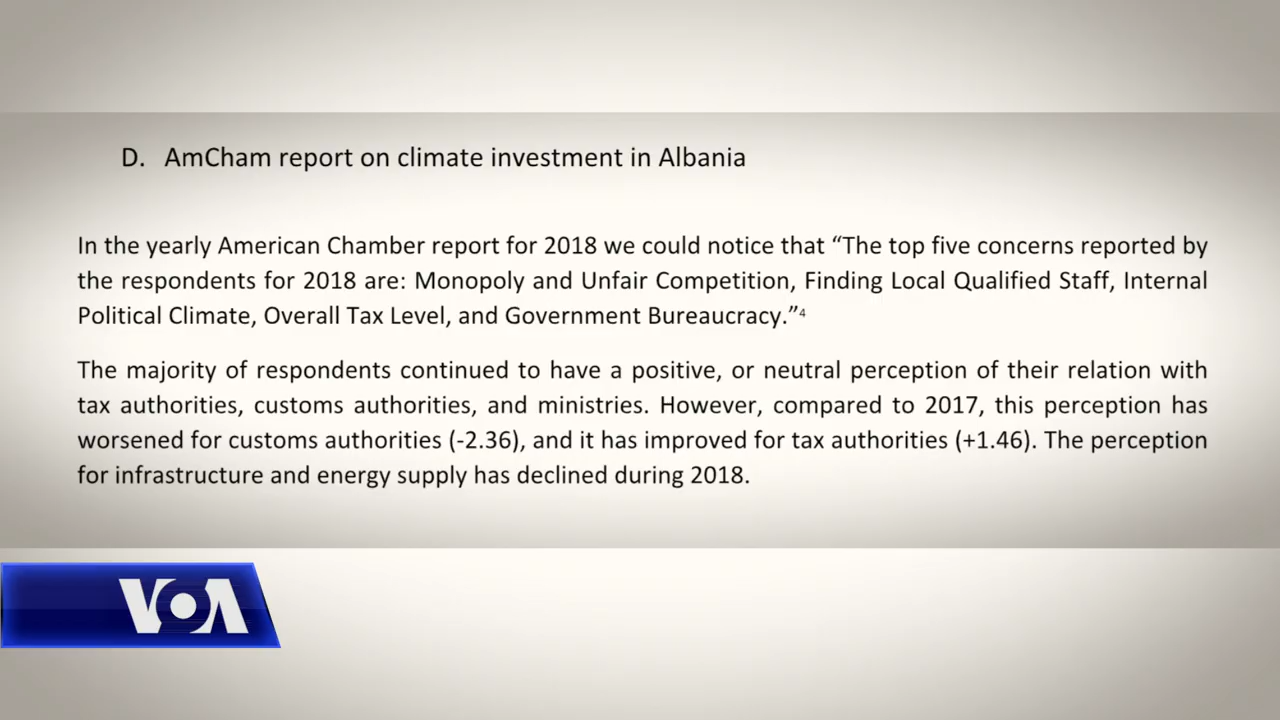 D. AmCham report on climate investment in Albania
In the yearly American Chamber report for 2018 we could notice that “The top five concerns reported by
the respondents for 2018 are: Monopoly and Unfair Competition, Finding Local Qualified Staff, Internal
Political Climate, Overall Tax Level, and Government Bureaucracy.”⁴
The majority of respondents continued to have a positive, or neutral perception of their relation with
tax authorities, customs authorities, and ministries. However, compared to 2017, this perception has
worsened for customs authorities (-2.36), and it has improved for tax authorities (+1.46). The perception
for infrastructure and energy supply has declined during 2018.
VOA